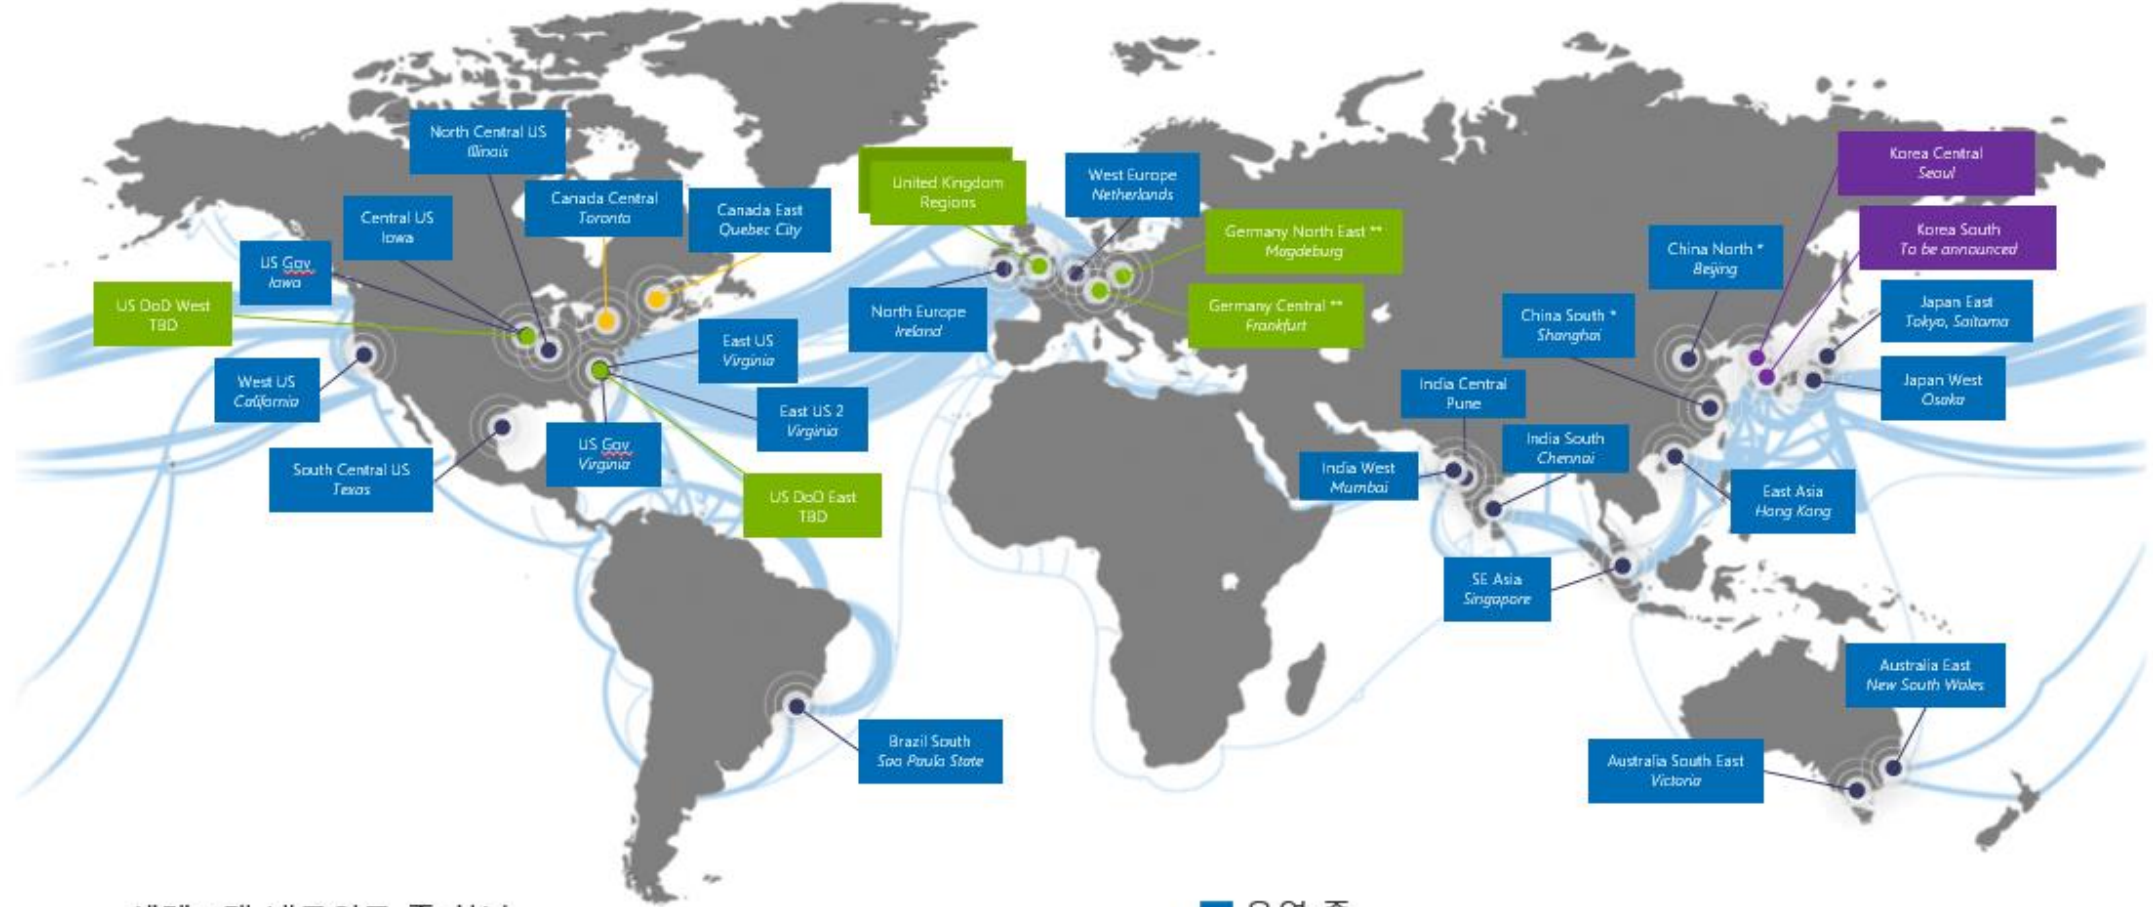 North Central US
Illinois
Canada Central
Toronto
Canada East
Quebec City
Central US
Iowa
US Gov
Iowa
US DoD West
TBD
West US
California
South Central US
Texas
US Gov
Virginia
East US
Virginia
East US 2
Virginia
US DoD East
TBD
Brazil South
Sao Paulo State
United Kingdom
Regions
West Europe
Netherlands
North Europe
Ireland
Germany North East **
Magdeburg
Germany Central **
Frankfurt
Korea Central
Seoul
Korea South
To be announced
China North *
Beijing
China South *
Shanghai
Japan East
Tokyo, Saitama
Japan West
Osaka
India Central
Pune
India South
Chennai
India West
Mumbai
East Asia
Hong Kong
SE Asia
Singapore
Australia East
New South Wales
Australia South East
Victoria